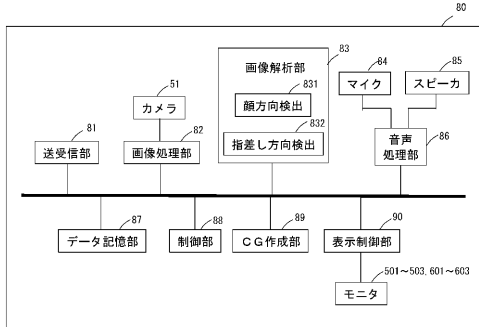 80
83
画像解析部
831
顔方向検出
832
指差し方向検出
84
マイク
85
スピーカ
51
カメラ
81
送受信部
82
画像処理部
86
音声
処理部
87
データ記憶部
88
制御部
89
CG作成部
90
表示制御部
501~503, 601~603
モニタ